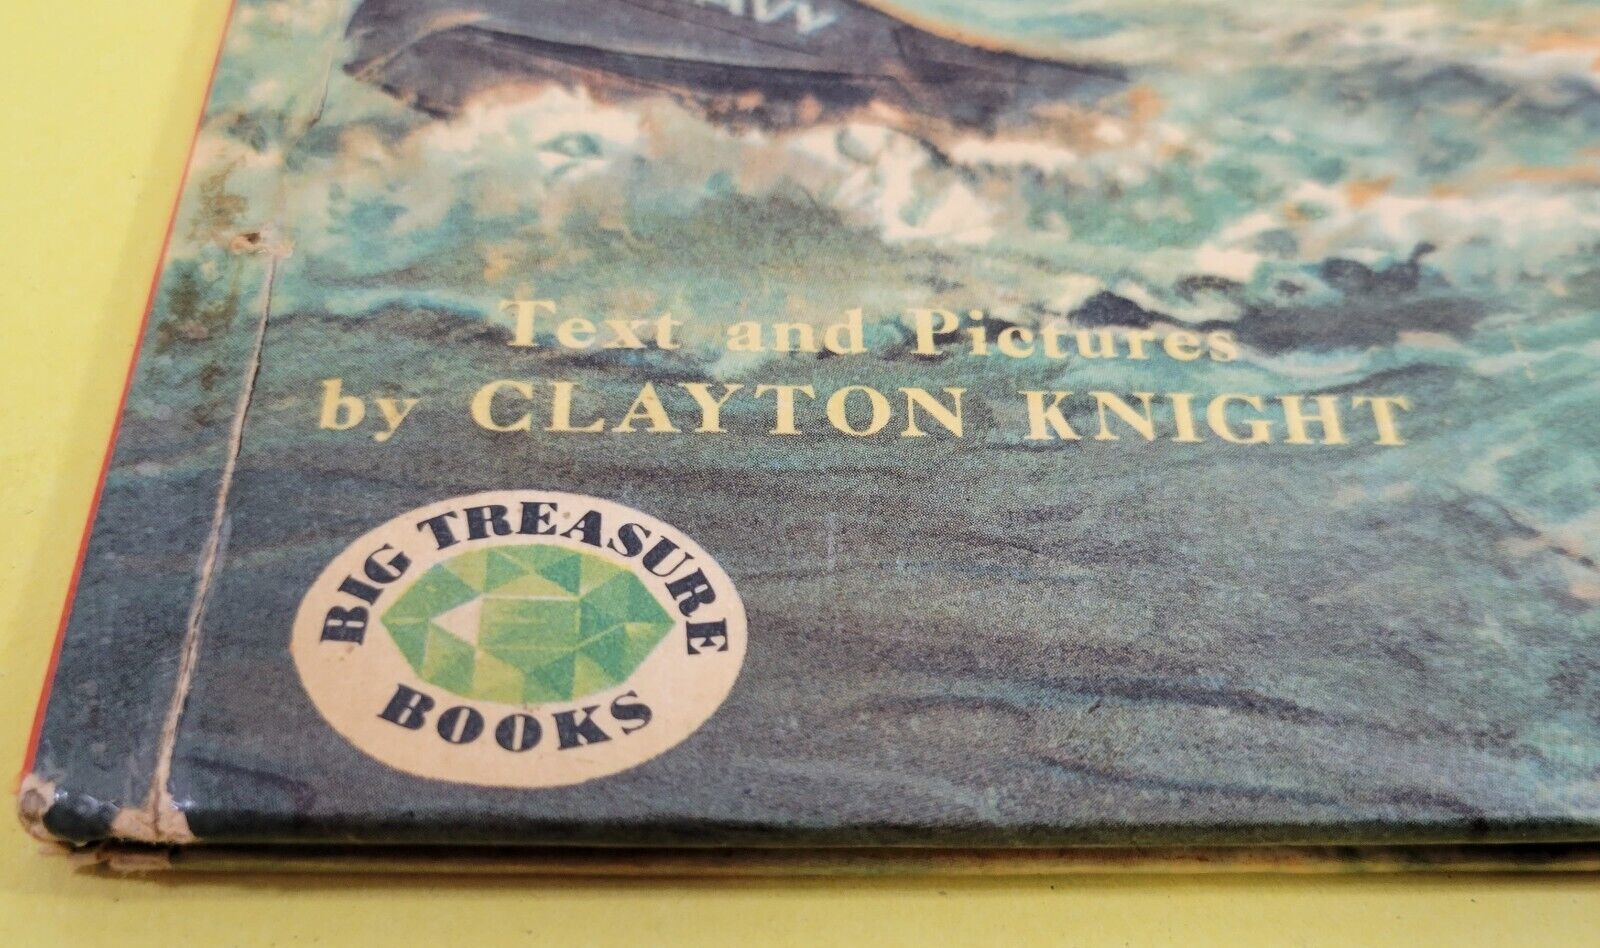 Text and Pictures
by CLAYTON KNIGHT
BIG TREASURE
BOOKS